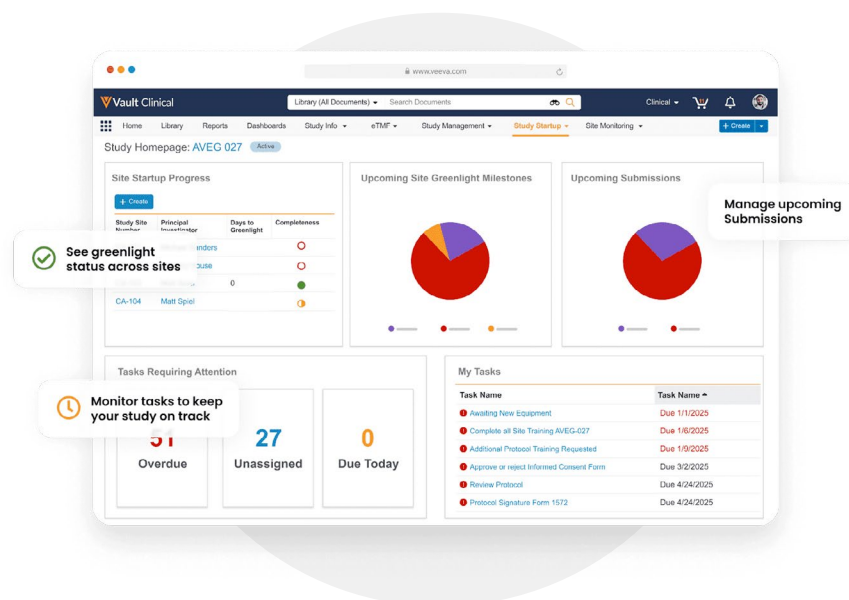 www.veeva.com
Vault Clinical
Library (All Documents)
Search Documents
Clinical
Home
Library
Reports
Dashboards
Study Info
eTMF
Study Management
Study Startup
Site Monitoring
+ Create
Study Homepage: AVEG 027
Active
Site Startup Progress
+ Create
Study Site
Number
Principal
Investigator
Days to
Greenlight
Completeness
nders
ouse
0
CA-104
Matt Spiel
See greenlight
status across sites
Upcoming Site Greenlight Milestones
Upcoming Submissions
Manage upcoming
Submissions
Tasks Requiring Attention
Monitor tasks to keep
your study on track
51
Overdue
27
Unassigned
0
Due Today
My Tasks
Task Name
Task Name
Awaiting New Equipment
Due 1/1/2025
Complete all Site Training AVEG-027
Due 1/6/2025
Additional Protocol Training Requested
Due 1/9/2025
Approve or reject Informed Consent Form
Due 3/2/2025
Review Protocol
Due 4/24/2025
Protocol Signature Form 1572
Due 4/24/2025